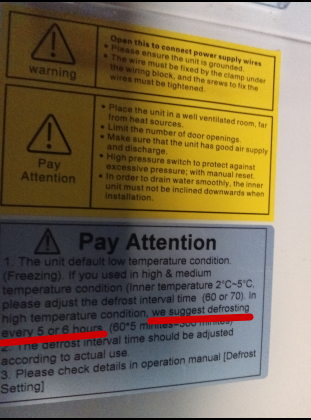 Open this to connect power supply wires
• Please ensure the unit is grounded.
• The wire must be fixed by the clamp under
the wiring block, and the srews to fix the
wires must be tightened.
warning
• Place the unit in a well ventilated room, far
from heat sources.
• Limit the number of door openings.
• Make sure that the unit has good air supply
and discharge.
• High pressure switch to protect against
excessive pressure; with manual reset.
• In order to drain water smoothly, the inner
unit must not be inclined downwards when
installation.
Pay
Attention
Pay Attention
1. The unit default low temperature condition.
(Freezing). If you used in high & medium
temperature condition (Inner temperature 2°C~5°C,
please adjust the defrost interval time (60 or 70). In
high temperature condition, we suggest defrosting
every 5 or 6 hours (60*5 minites=300 minites)
2. The defrost interval time should be adjusted
according to actual use.
3. Please check details in operation manual [Defrost
Setting]